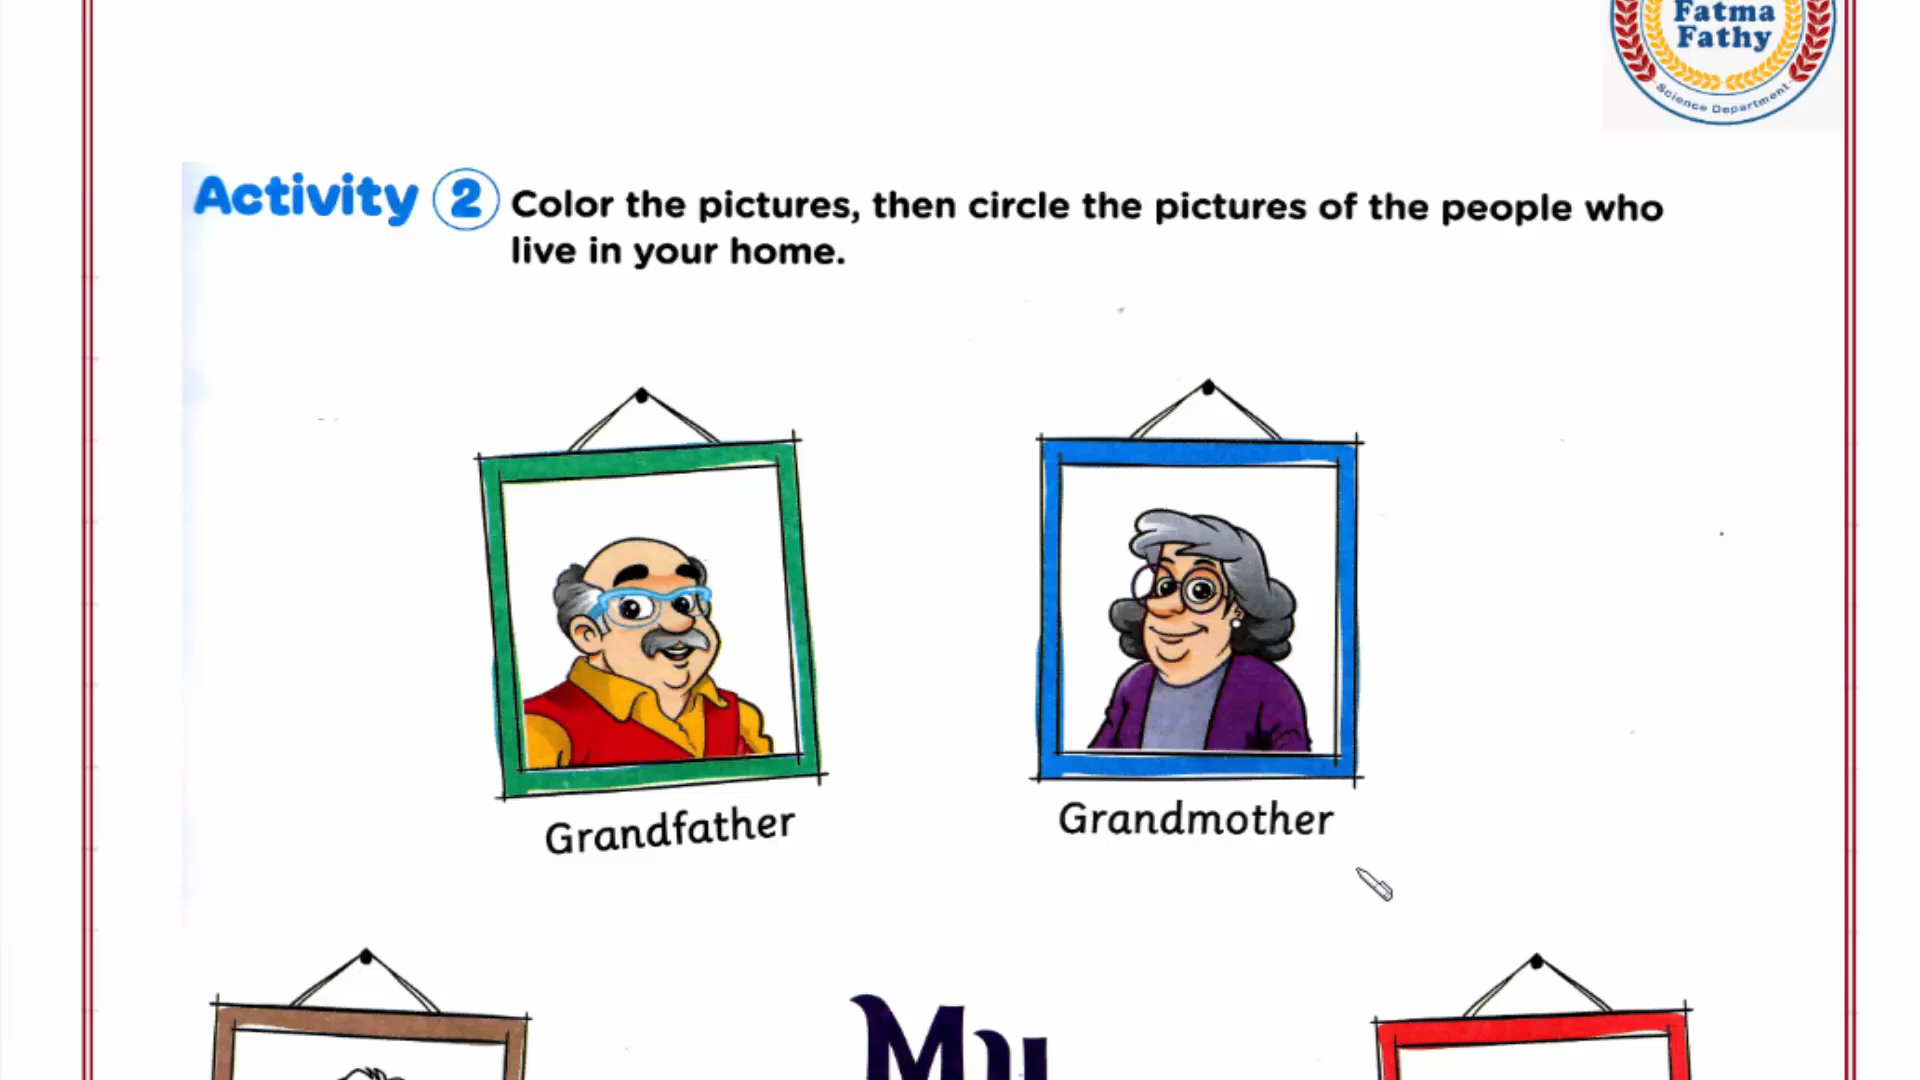 Fatma
Fathy
Science Department
Activity 2 Color the pictures, then circle the pictures of the people who
live in your home.
Grandfather
Grandmother
My